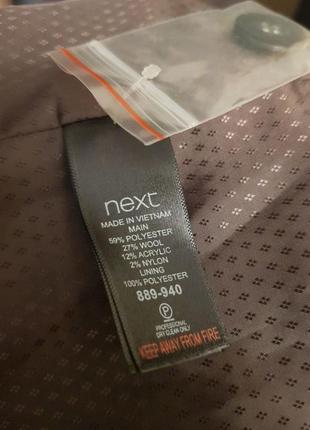 next
MADE IN VIETNAM
MAIN
59% POLYESTER
27% WOOL
12% ACRYLIC
2% NYLON
LINING
100% POLYESTER
889-940
P
PROFESSIONAL
DRY CLEAN ONLY
KEEP AWAY FROM FIRE